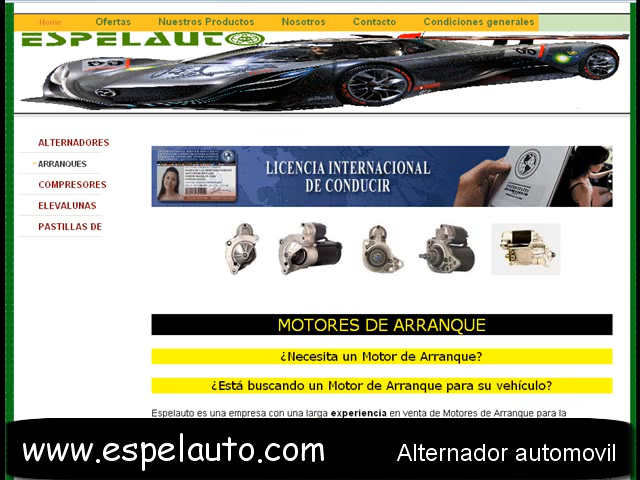 Home Ofertas Nuestros Productos Nosotros Contacto Condiciones generales
ESPELAUTO
ALTERNADORES
ARRANQUES
COMPRESORES
ELEVALUNAS
PASTILLAS DE
LICENCIA INTERNACIONAL
DE CONDUCIR
MOTORES DE ARRANQUE
¿Necesita un Motor de Arranque?
¿Está buscando un Motor de Arranque para su vehículo?
Espelauto es una empresa con una larga experiencia en venta de Motores de Arranque para la
www.espelauto.com
Alternador automovil